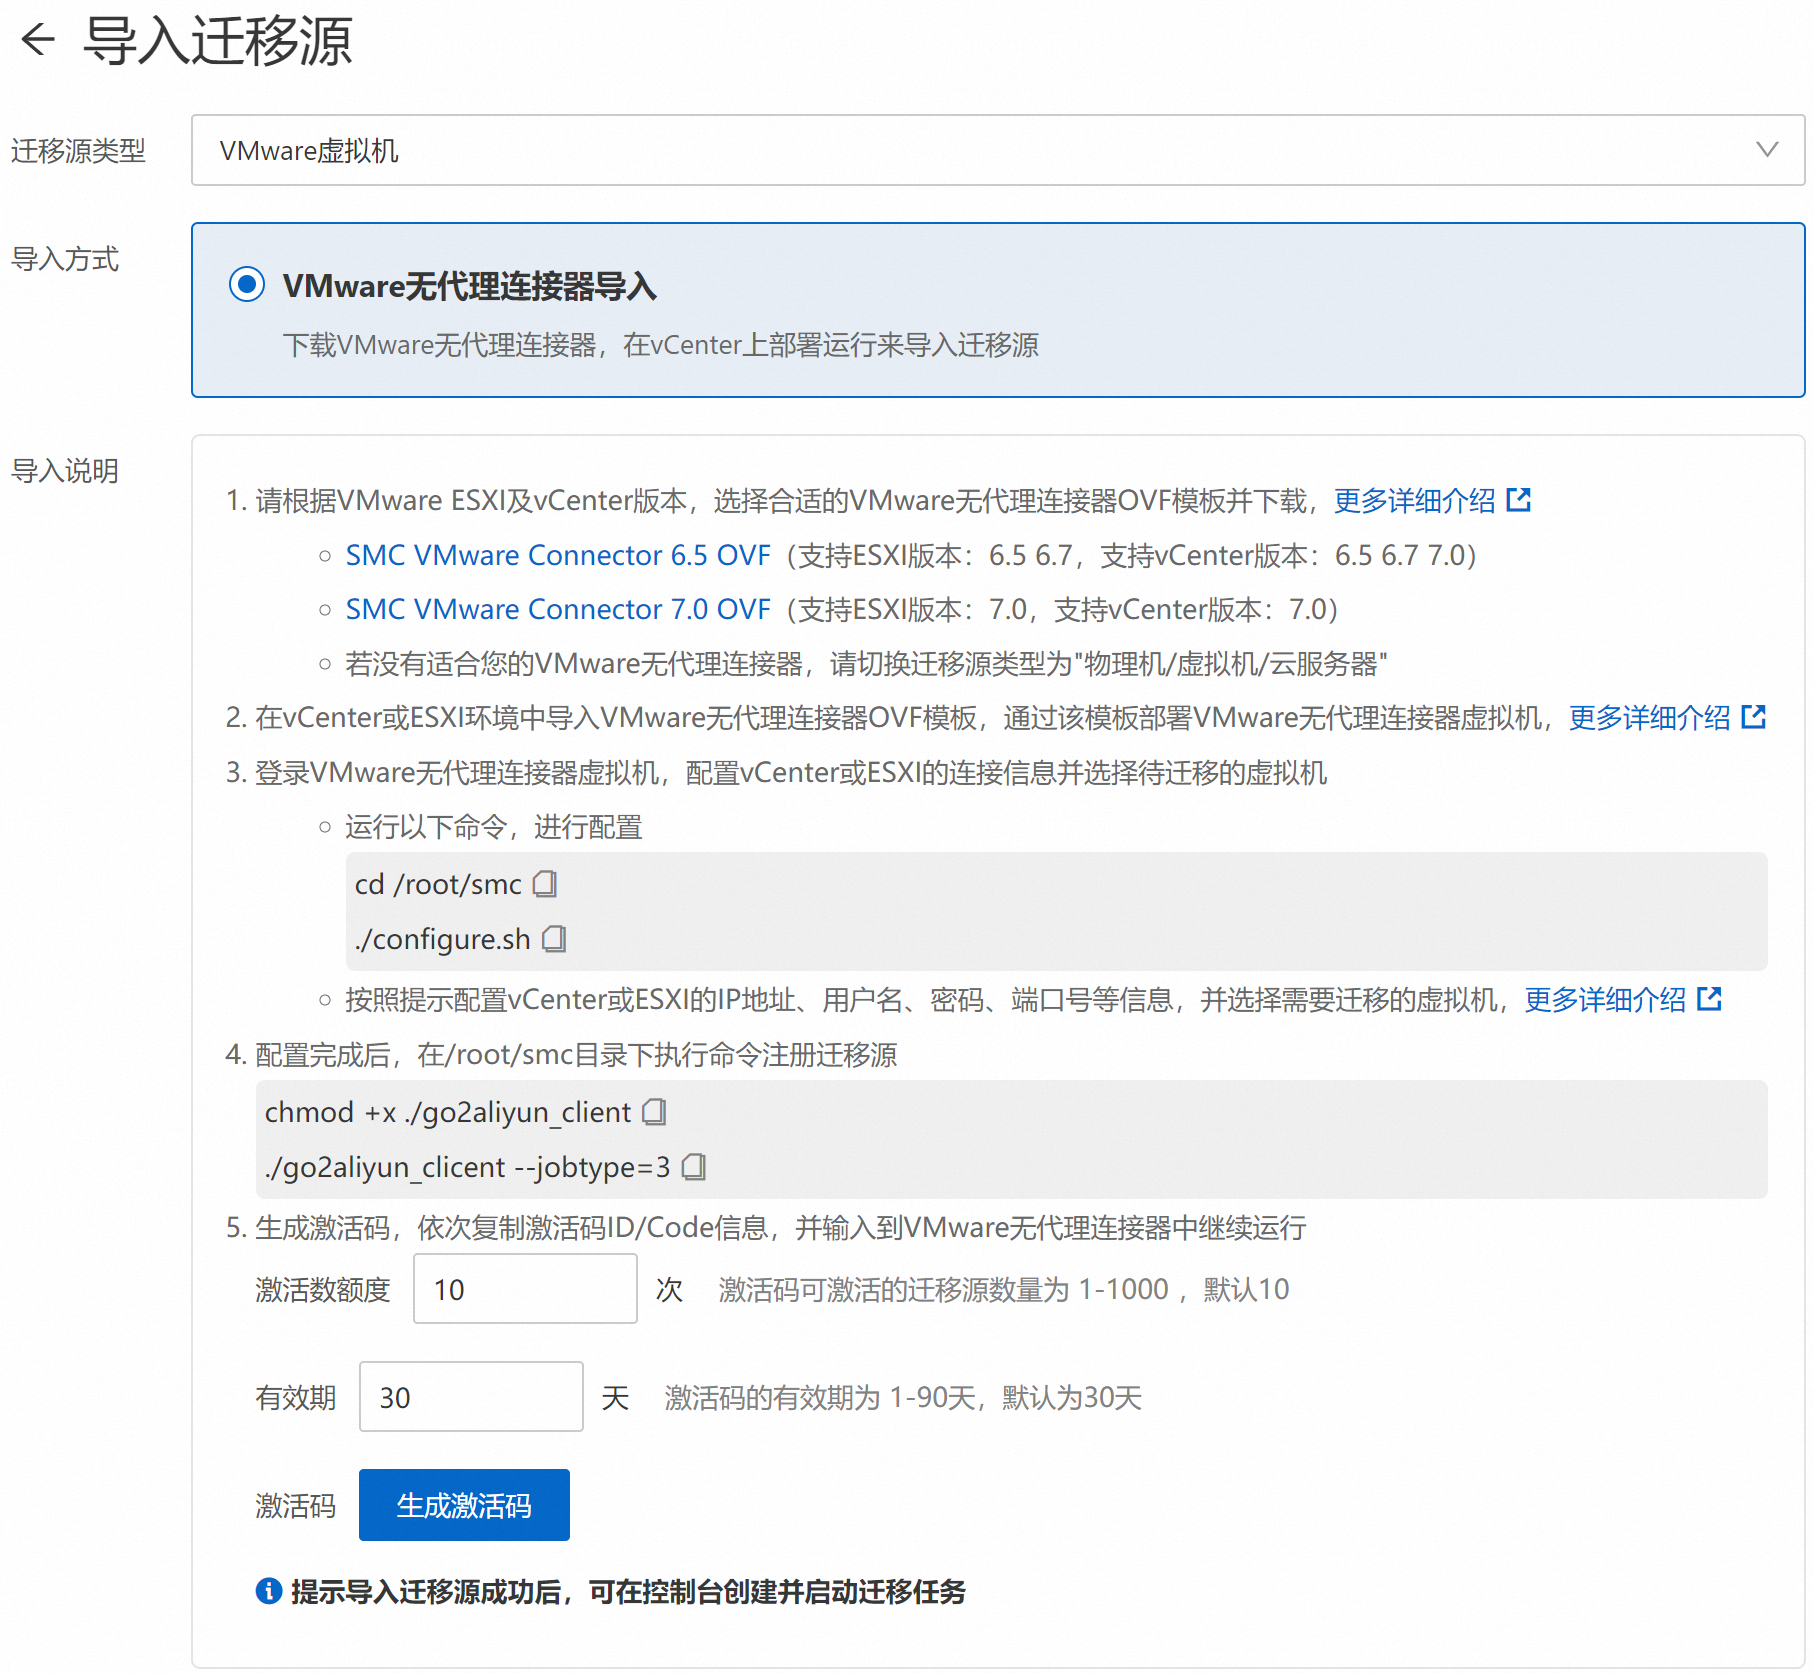 导入迁移源
迁移源类型
VMware虚拟机
导入方式
VMware无代理连接器导入
下载VMware无代理连接器，在vCenter上部署运行来导入迁移源
导入说明
1. 请根据VMware ESXI及vCenter版本，选择合适的VMware无代理连接器OVF模板并下载，更多详细介绍
SMC VMware Connector 6.5 OVF（支持ESXI版本：6.5 6.7，支持vCenter版本：6.5 6.7 7.0）
SMC VMware Connector 7.0 OVF（支持ESXI版本：7.0，支持vCenter版本：7.0）
若没有适合您的VMware无代理连接器，请切换迁移源类型为"物理机/虚拟机/云服务器"
2. 在vCenter或ESXI环境中导入VMware无代理连接器OVF模板，通过该模板部署VMware无代理连接器虚拟机，更多详细介绍
3. 登录VMware无代理连接器虚拟机，配置vCenter或ESXI的连接信息并选择待迁移的虚拟机
运行以下命令，进行配置
cd /root/smc
./configure.sh
按照提示配置vCenter或ESXI的IP地址、用户名、密码、端口号等信息，并选择需要迁移的虚拟机，更多详细介绍
4. 配置完成后，在/root/smc目录下执行命令注册迁移源
chmod +x ./go2aliyun_client
./go2aliyun_clicent --jobtype=3
5. 生成激活码，依次复制激活码ID/Code信息，并输入到VMware无代理连接器中继续运行
激活数额度 10 次 激活码可激活的迁移源数量为 1-1000 ，默认10
有效期 30 天 激活码的有效期为 1-90天，默认为30天
激活码 生成激活码
提示导入迁移源成功后，可在控制台创建并启动迁移任务